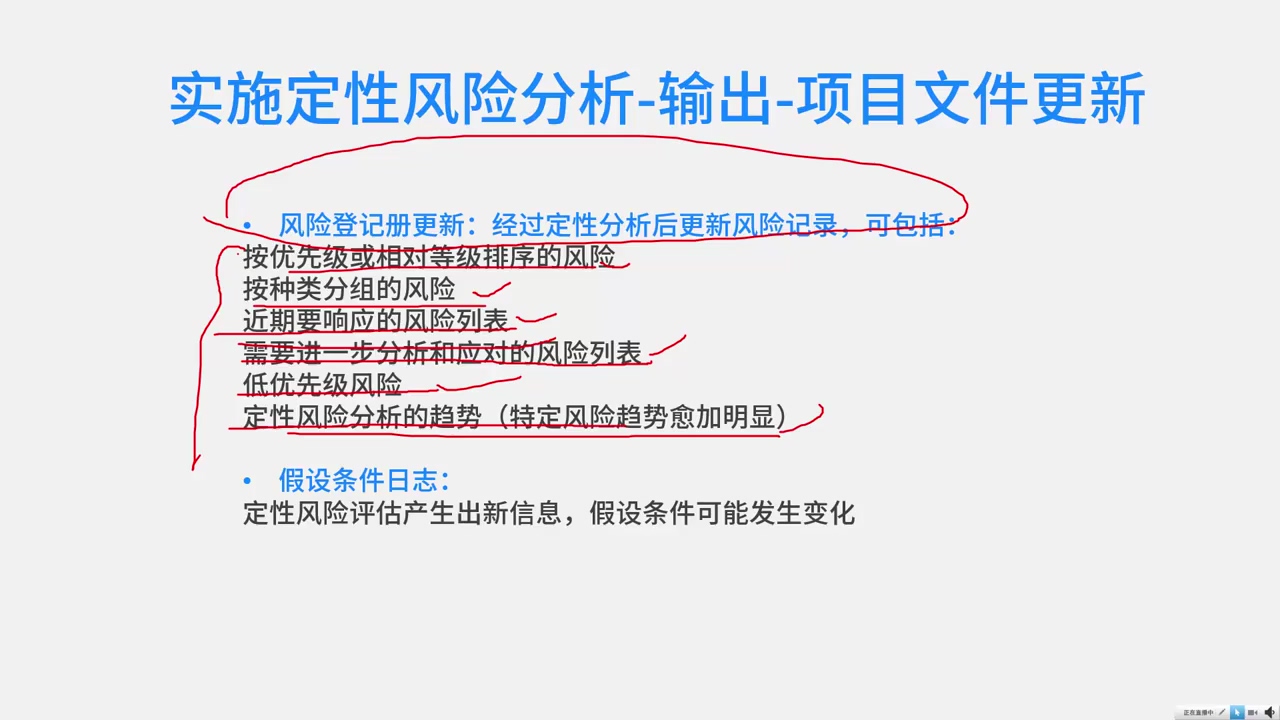 实施定性风险分析-输出-项目文件更新
• 风险登记册更新：经过定性分析后更新风险记录，可包括：
按优先级或相对等级排序的风险
按种类分组的风险
近期要响应的风险列表
需要进一步分析和应对的风险列表
低优先级风险
定性风险分析的趋势（特定风险趋势愈加明显）
• 假设条件日志：
定性风险评估产生出新信息，假设条件可能发生变化
正在直播中